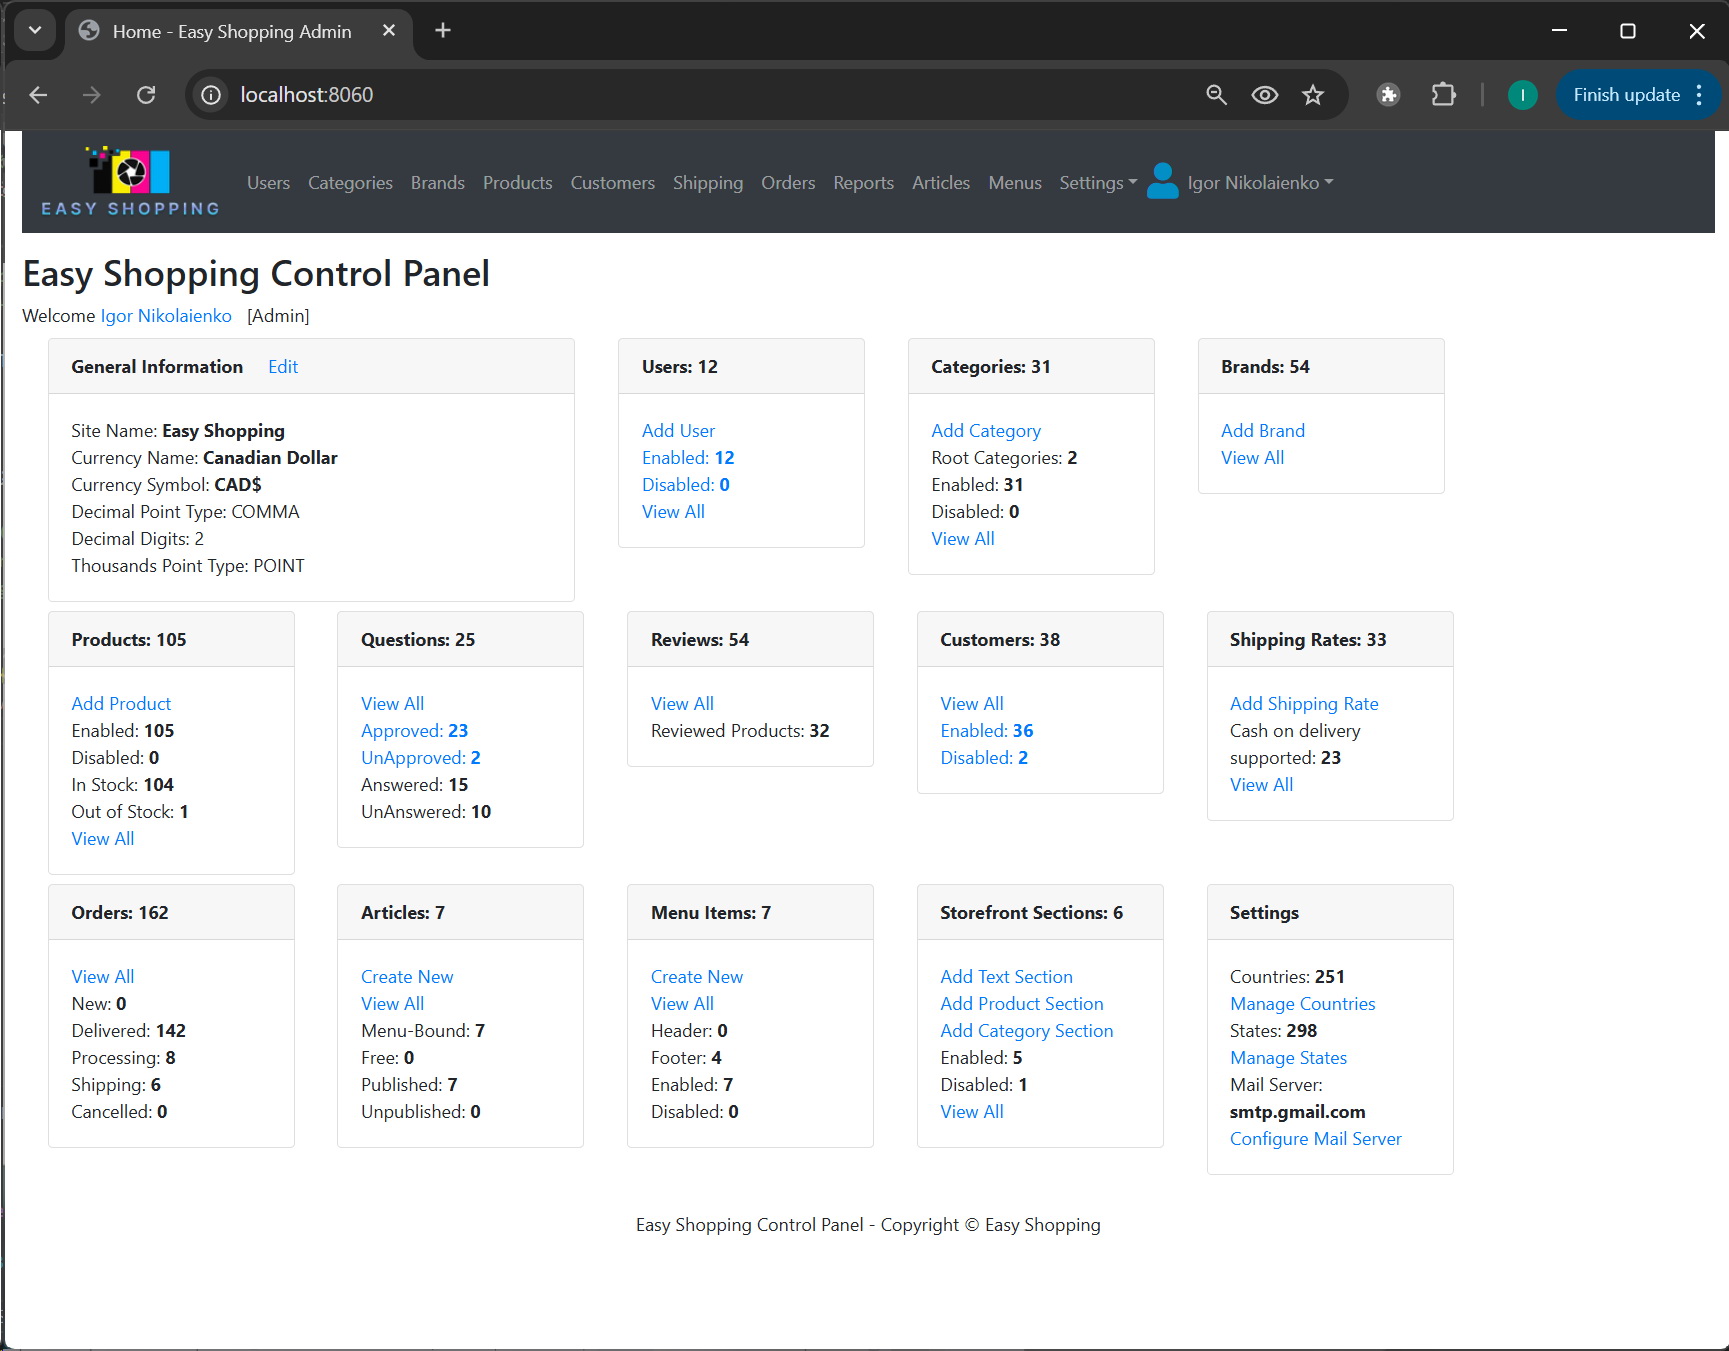 Home - Easy Shopping Admin
localhost:8060
I
Finish update
EASY SHOPPING
Users Categories Brands Products Customers Shipping Orders Reports Articles Menus Settings Igor Nikolaienko
Easy Shopping Control Panel
Welcome Igor Nikolaienko [Admin]
General Information Edit
Site Name: Easy Shopping
Currency Name: Canadian Dollar
Currency Symbol: CAD$
Decimal Point Type: COMMA
Decimal Digits: 2
Thousands Point Type: POINT
Users: 12
Add User
Enabled: 12
Disabled: 0
View All
Categories: 31
Add Category
Root Categories: 2
Enabled: 31
Disabled: 0
View All
Brands: 54
Add Brand
View All
Products: 105
Add Product
Enabled: 105
Disabled: 0
In Stock: 104
Out of Stock: 1
View All
Questions: 25
View All
Approved: 23
UnApproved: 2
Answered: 15
UnAnswered: 10
Reviews: 54
View All
Reviewed Products: 32
Customers: 38
View All
Enabled: 36
Disabled: 2
Shipping Rates: 33
Add Shipping Rate
Cash on delivery
supported: 23
View All
Orders: 162
View All
New: 0
Delivered: 142
Processing: 8
Shipping: 6
Cancelled: 0
Articles: 7
Create New
View All
Menu-Bound: 7
Free: 0
Published: 7
Unpublished: 0
Menu Items: 7
Create New
View All
Header: 0
Footer: 4
Enabled: 7
Disabled: 0
Storefront Sections: 6
Add Text Section
Add Product Section
Add Category Section
Enabled: 5
Disabled: 1
View All
Settings
Countries: 251
Manage Countries
States: 298
Manage States
Mail Server:
smtp.gmail.com
Configure Mail Server
Easy Shopping Control Panel - Copyright © Easy Shopping